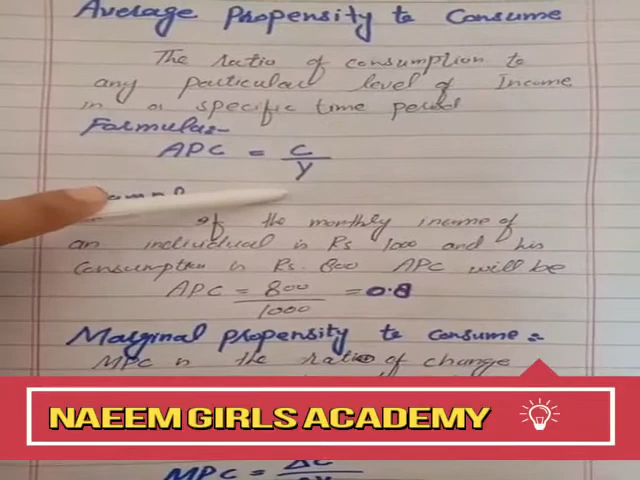 Average Propensity to Consume
The ratio of consumption to
any particular level of Income
in a specific time period
Formula:-
APC = C
Y
If the monthly income of
an individual is Rs 1000 and his
Consumption is Rs. 800 APC will be
APC = 800 = 0.8
1000
Marginal propensity to consume :-
MPC is the ratio of change
NAEEM GIRLS ACADEMY
MPC = ΔC